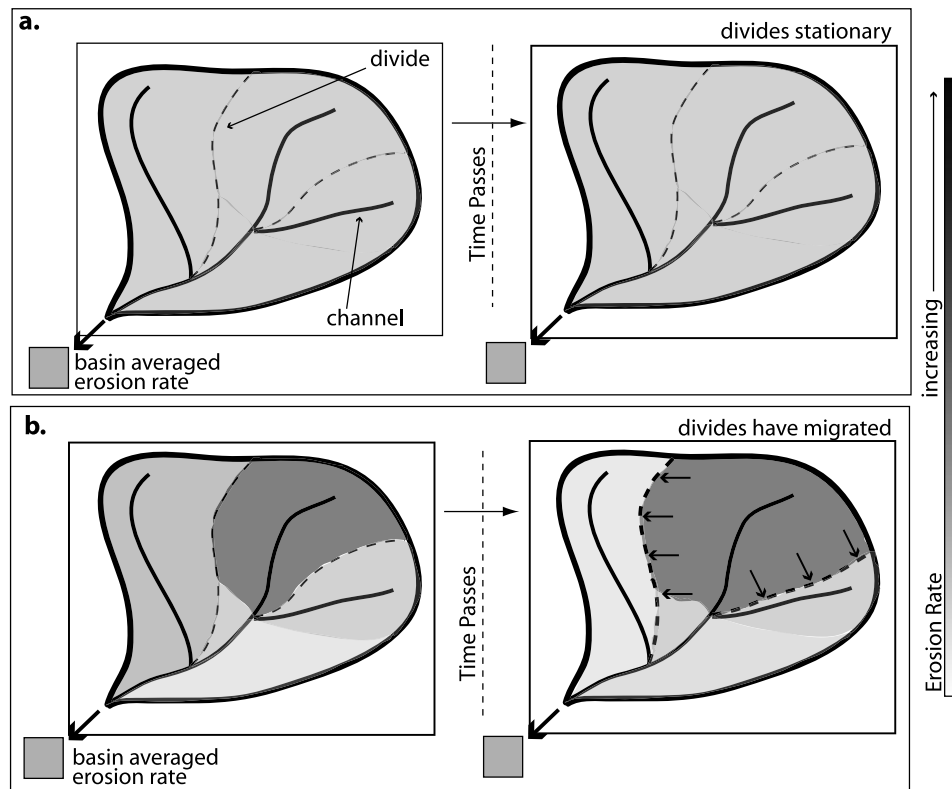 a.
divides stationary
divide
Time Passes
channel
basin averaged
erosion rate
b.
divides have migrated
Time Passes
basin averaged
erosion rate
increasing
Erosion Rate